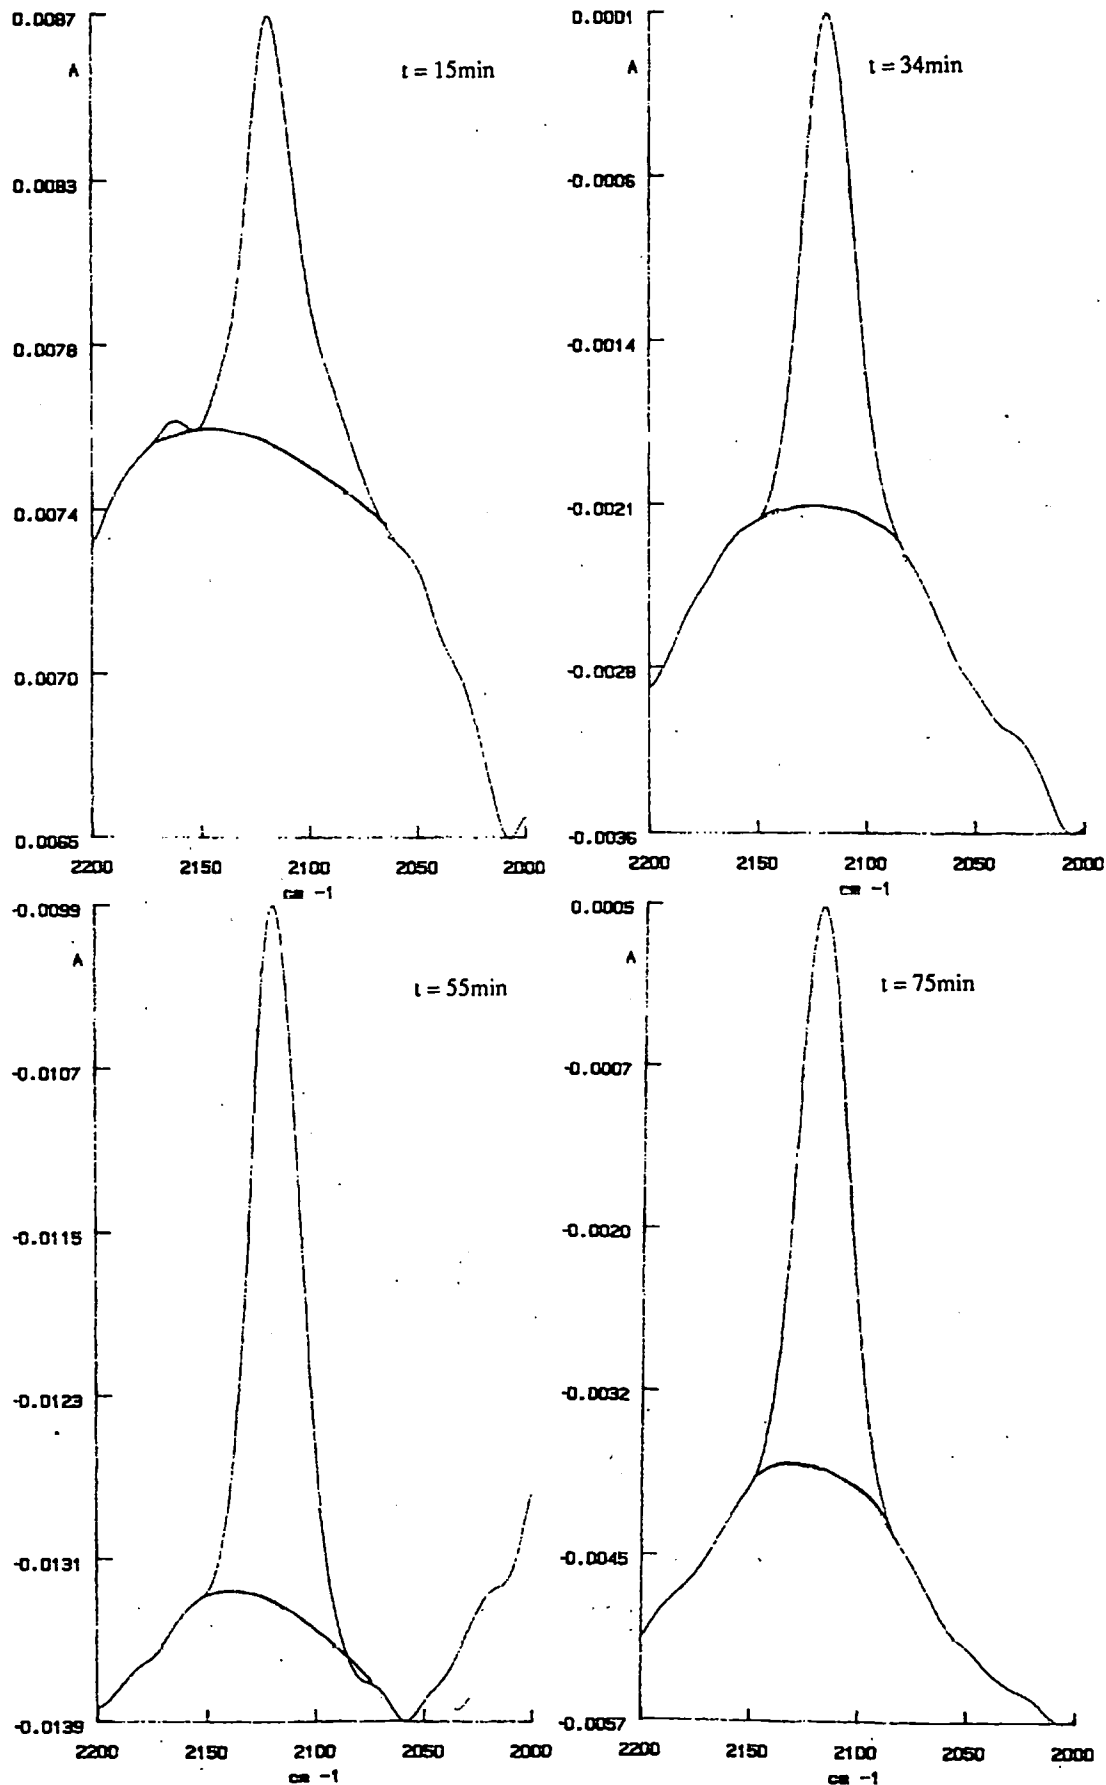 0.0087
A
t = 15min
0.0083
0.0078
0.0074
0.0070
0.0065
2200 2150 2100 2050 2000
cm -1
0.0001
A
t = 34min
-0.0006
-0.0014
-0.0021
-0.0028
-0.0036
2200 2150 2100 2050 2000
cm -1
-0.0099
A
t = 55min
-0.0107
-0.0115
-0.0123
-0.0131
-0.0139
2200 2150 2100 2050 2000
cm -1
0.0005
A
t = 75min
-0.0007
-0.0020
-0.0032
-0.0045
-0.0057
2200 2150 2100 2050 2000
cm -1